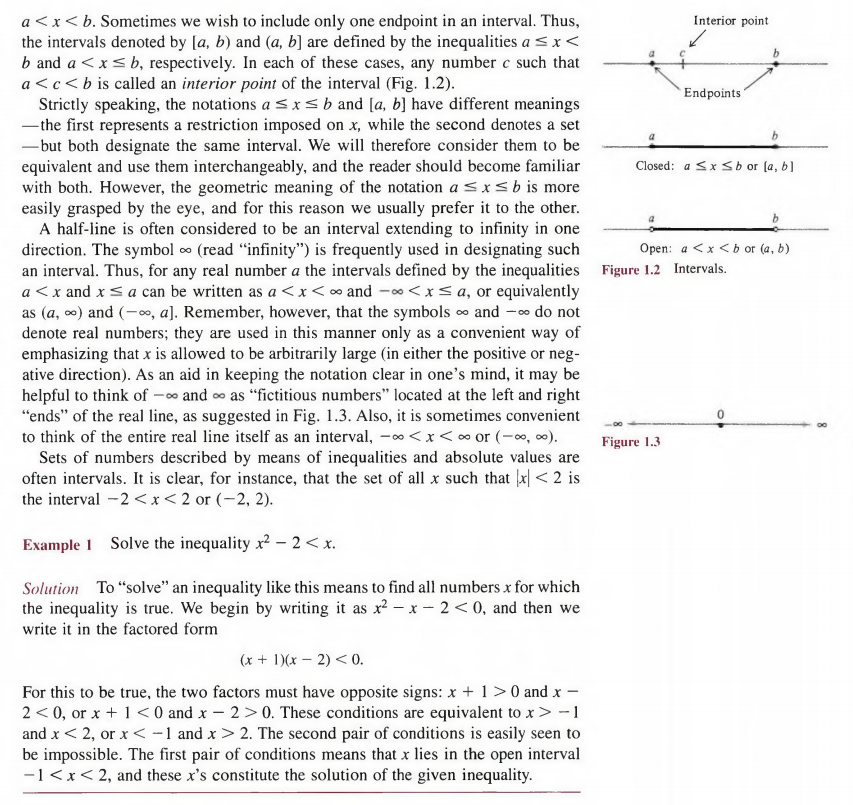 a < x < b. Sometimes we wish to include only one endpoint in an interval. Thus,
the intervals denoted by [a, b) and (a, b] are defined by the inequalities a ≤ x <
b and a < x ≤ b, respectively. In each of these cases, any number c such that
a < c < b is called an interior point of the interval (Fig. 1.2).
Strictly speaking, the notations a ≤ x ≤ b and [a, b] have different meanings
—the first represents a restriction imposed on x, while the second denotes a set
—but both designate the same interval. We will therefore consider them to be
equivalent and use them interchangeably, and the reader should become familiar
with both. However, the geometric meaning of the notation a ≤ x ≤ b is more
easily grasped by the eye, and for this reason we usually prefer it to the other.
A half-line is often considered to be an interval extending to infinity in one
direction. The symbol ∞ (read “infinity”) is frequently used in designating such
an interval. Thus, for any real number a the intervals defined by the inequalities
a < x and x ≤ a can be written as a < x < ∞ and −∞ < x ≤ a, or equivalently
as (a, ∞) and (−∞, a]. Remember, however, that the symbols ∞ and −∞ do not
denote real numbers; they are used in this manner only as a convenient way of
emphasizing that x is allowed to be arbitrarily large (in either the positive or neg-
ative direction). As an aid in keeping the notation clear in one’s mind, it may be
helpful to think of −∞ and ∞ as “fictitious numbers” located at the left and right
“ends” of the real line, as suggested in Fig. 1.3. Also, it is sometimes convenient
to think of the entire real line itself as an interval, −∞ < x < ∞ or (−∞, ∞).
Sets of numbers described by means of inequalities and absolute values are
often intervals. It is clear, for instance, that the set of all x such that |x| < 2 is
the interval −2 < x < 2 or (−2, 2).
Example 1 Solve the inequality x² − 2 < x.
Solution To “solve” an inequality like this means to find all numbers x for which
the inequality is true. We begin by writing it as x² − x − 2 < 0, and then we
write it in the factored form
(x + 1)(x − 2) < 0.
For this to be true, the two factors must have opposite signs: x + 1 > 0 and x −
2 < 0, or x + 1 < 0 and x − 2 > 0. These conditions are equivalent to x > −1
and x < 2, or x < −1 and x > 2. The second pair of conditions is easily seen to
be impossible. The first pair of conditions means that x lies in the open interval
−1 < x < 2, and these x’s constitute the solution of the given inequality.
Interior point
a c b
Endpoints
a b
Closed: a ≤ x ≤ b or [a, b]
a b
Open: a < x < b or (a, b)
Figure 1.2 Intervals.
−∞ 0 ∞
Figure 1.3